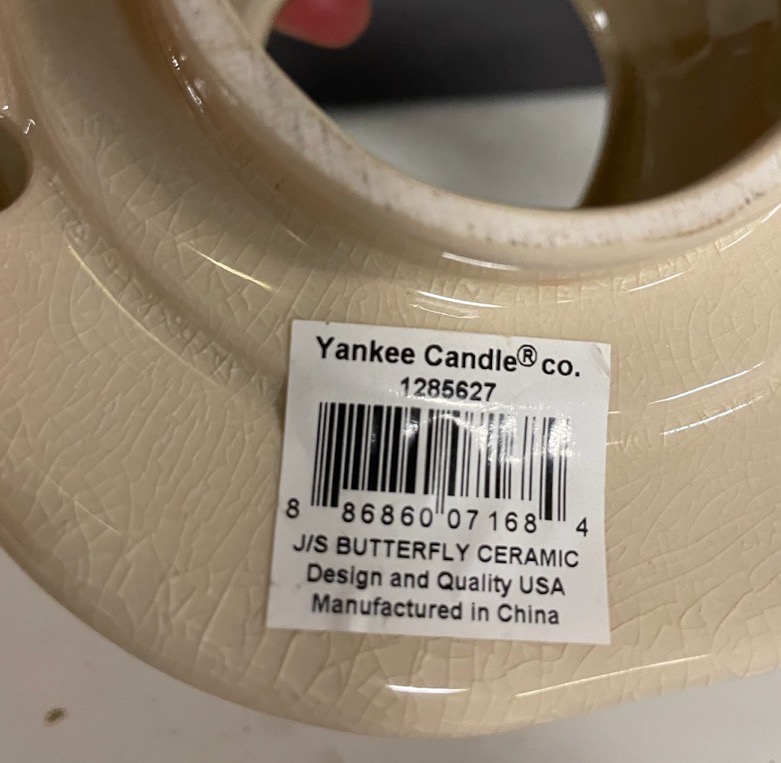 Yankee Candle® co.
1285627
8 86860 07168 4
J/S BUTTERFLY CERAMIC
Design and Quality USA
Manufactured in China